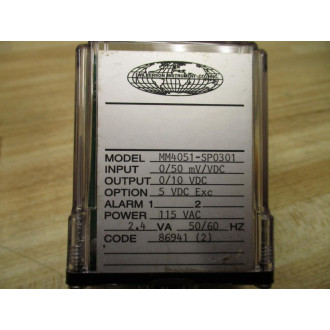 MODEL MM4051-SP0301
INPUT 0/50 mV/VDC
OUTPUT 0/10 VDC
OPTION 5 VDC Exc
ALARM 1 2
POWER 115 VAC
2.4 VA 50/60 HZ
CODE 86941 (2)